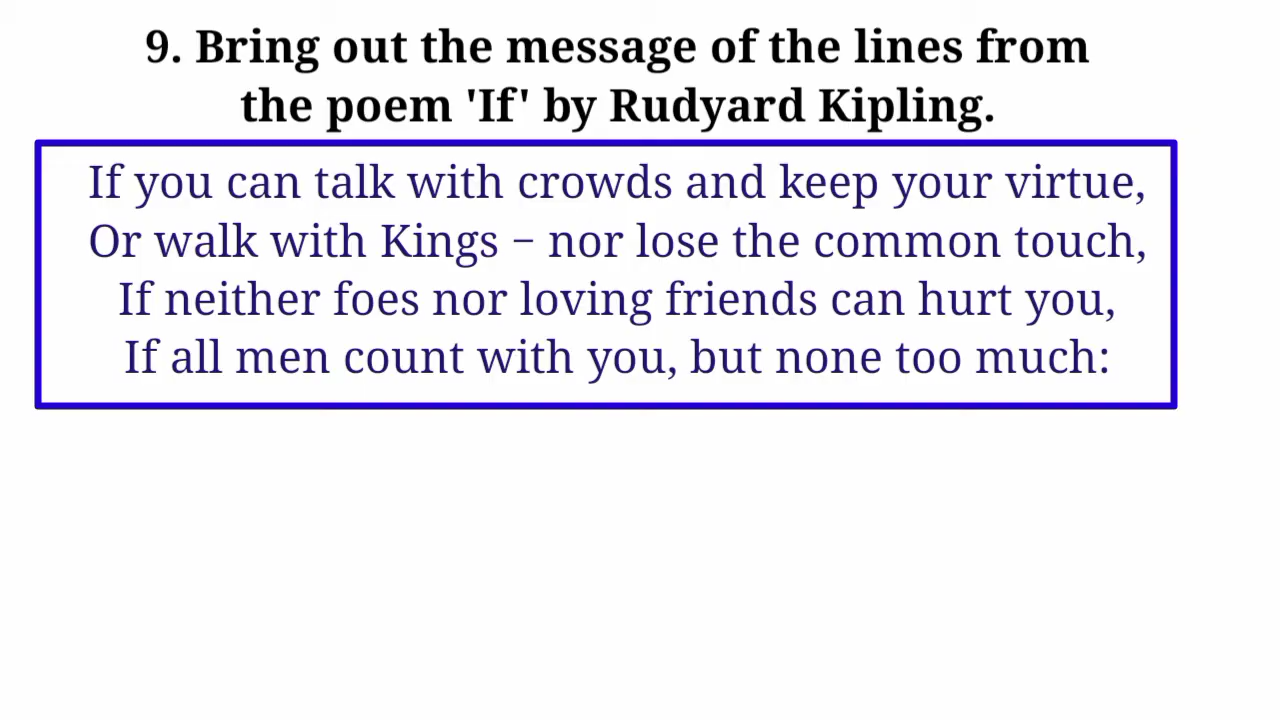 9. Bring out the message of the lines from
the poem 'If' by Rudyard Kipling.
If you can talk with crowds and keep your virtue,
Or walk with Kings – nor lose the common touch,
If neither foes nor loving friends can hurt you,
If all men count with you, but none too much: